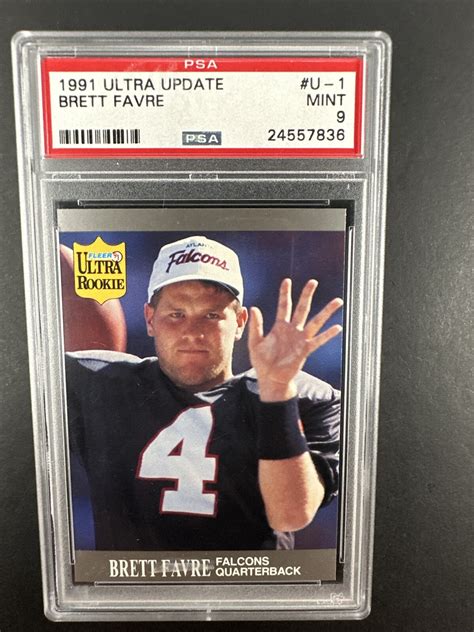 PSA
1991 ULTRA UPDATE #U-1
BRETT FAVRE MINT
9
PSA 24557836
FLEER 91
ULTRA
ROOKIE
ATLANTA
Falcons
4
BRETT FAVRE FALCONS
QUARTERBACK